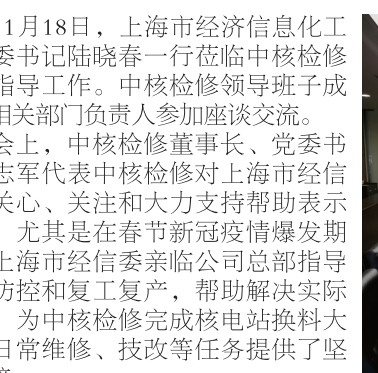 1月18日，上海市经济信息化工
委书记陆晓春一行莅临中核检修
指导工作。中核检修领导班子成
相关部门负责人参加座谈交流。
会上，中核检修董事长、党委书
志军代表中核检修对上海市经信
关心、关注和大力支持帮助表示
，尤其是在春节新冠疫情爆发期
上海市经信委亲临公司总部指导
防控和复工复产，帮助解决实际
，为中核检修完成核电站换料大
日常维修、技改等任务提供了坚